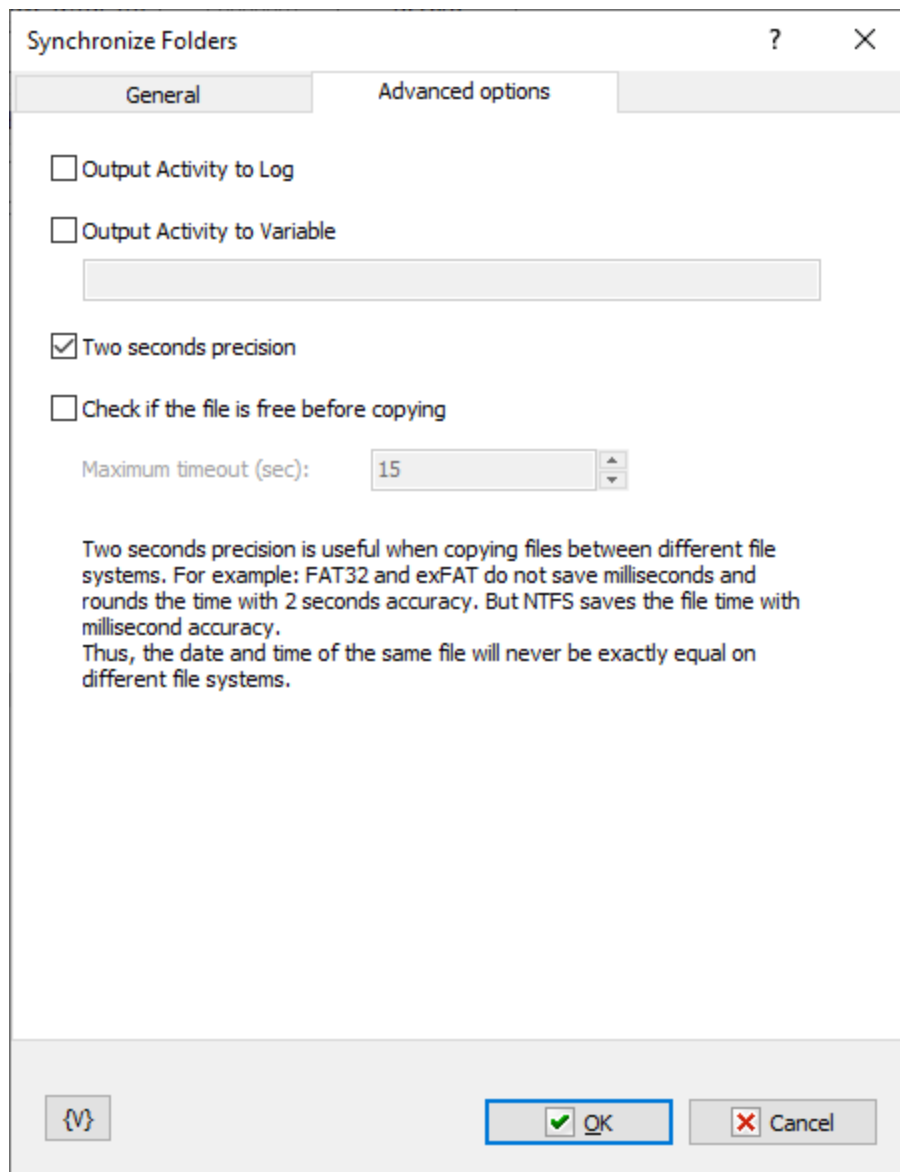 Synchronize Folders ?
General Advanced options
Output Activity to Log
Output Activity to Variable
Two seconds precision
Check if the file is free before copying
Maximum timeout (sec): 15
Two seconds precision is useful when copying files between different file
systems. For example: FAT32 and exFAT do not save milliseconds and
rounds the time with 2 seconds accuracy. But NTFS saves the file time with
millisecond accuracy.
Thus, the date and time of the same file will never be exactly equal on
different file systems.
{V} OK Cancel